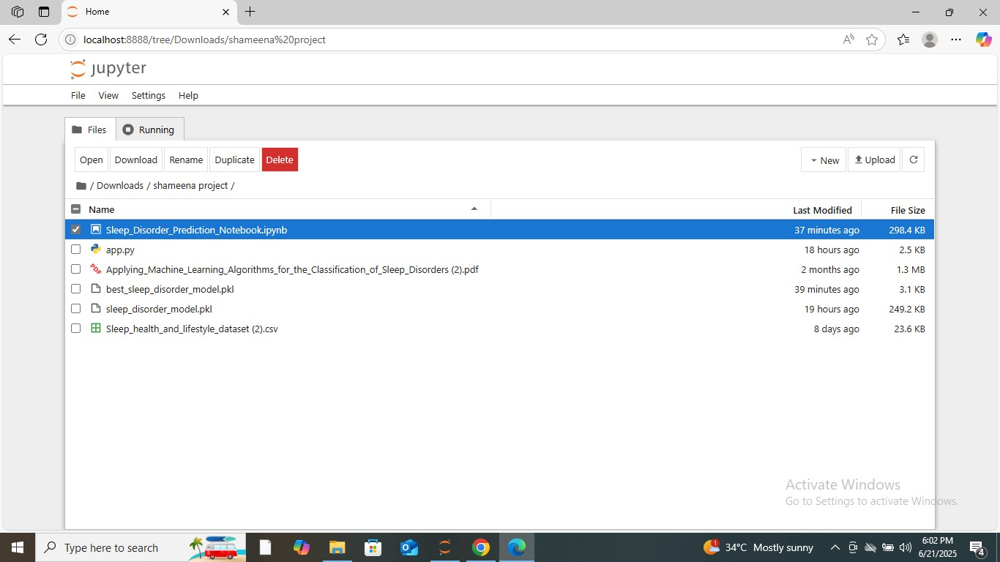 Home
localhost:8888/tree/Downloads/shameena%20project
jupyter
File View Settings Help
Files Running
Open Download Rename Duplicate Delete New Upload
/ Downloads / shameena project /
Name Last Modified File Size
Sleep_Disorder_Prediction_Notebook.ipynb 37 minutes ago 298.4 KB
app.py 18 hours ago 2.5 KB
Applying_Machine_Learning_Algorithms_for_the_Classification_of_Sleep_Disorders (2).pdf 2 months ago 1.3 MB
best_sleep_disorder_model.pkl 39 minutes ago 3.1 KB
sleep_disorder_model.pkl 19 hours ago 249.2 KB
Sleep_health_and_lifestyle_dataset (2).csv 8 days ago 23.6 KB
Activate Windows
Go to Settings to activate Windows.
Type here to search
1
34°C Mostly sunny
6:02 PM
6/21/2025
4